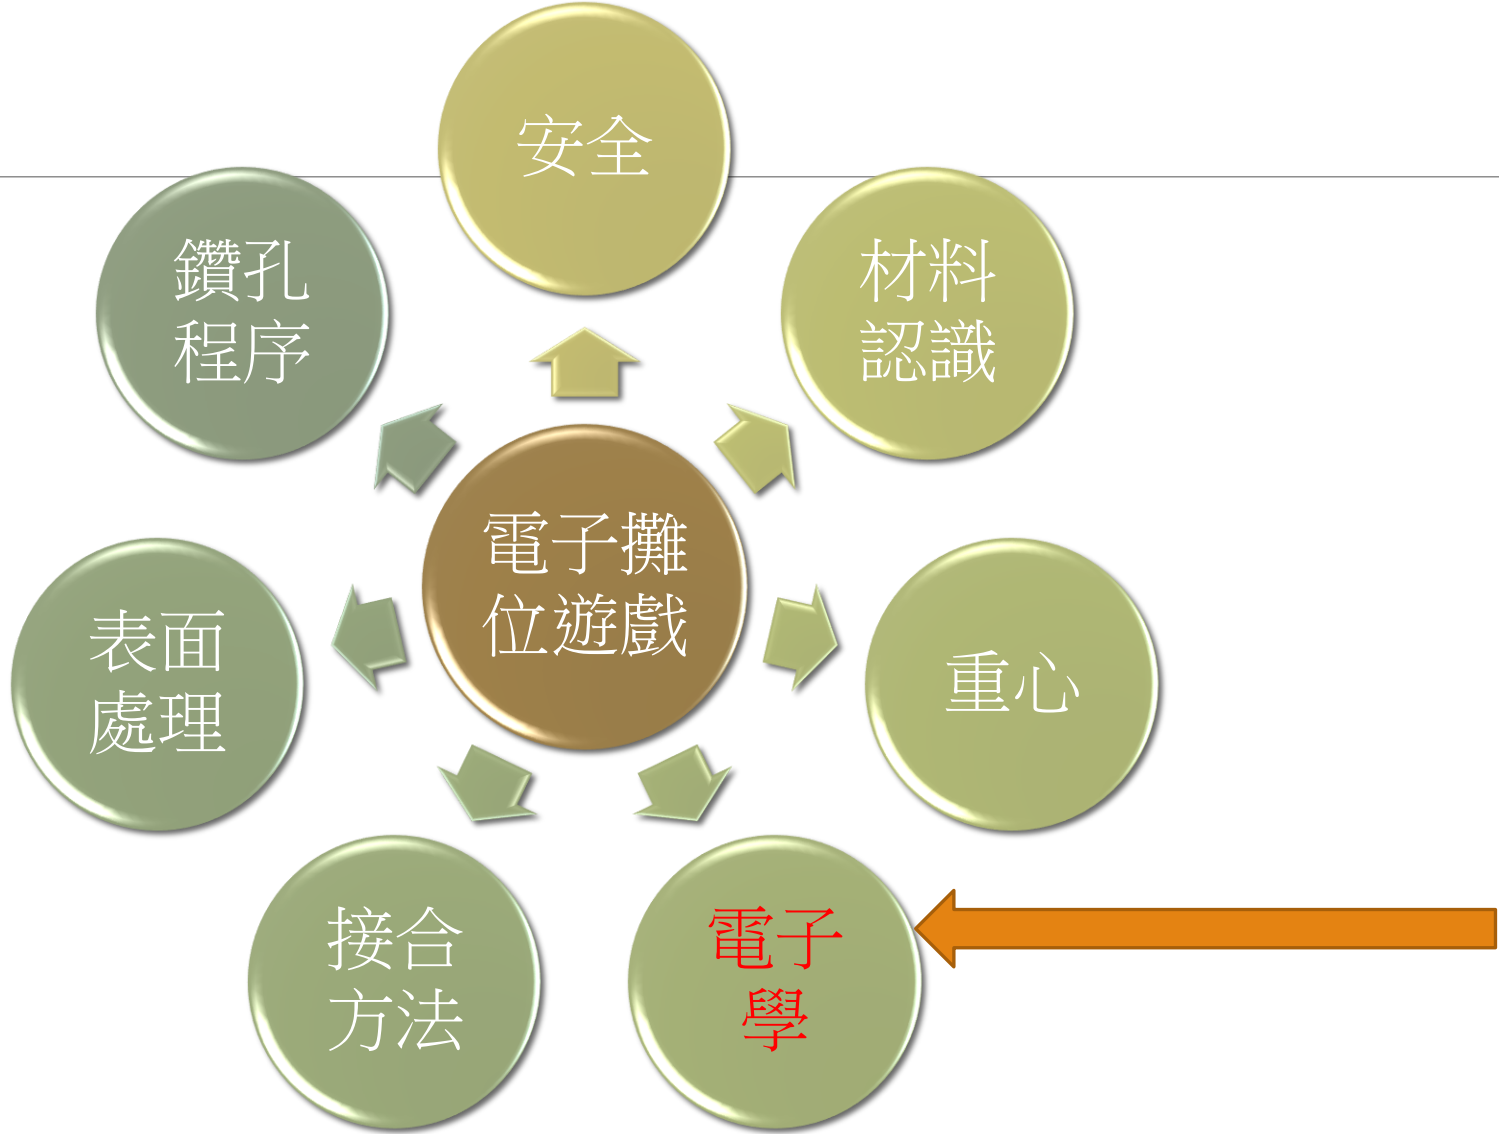 安全
鑽孔
程序
材料
認識
電子攤
位遊戲
表面
處理
重心
接合
方法
電子
學